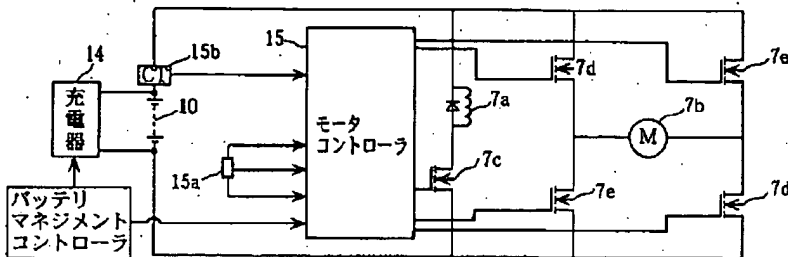 14
充電器
15b
CT
10
バッテリ
マネジメント
コントローラ
15a
15
モータ
コントローラ
7a
7c
7d
7e
7b
M
7e
7d